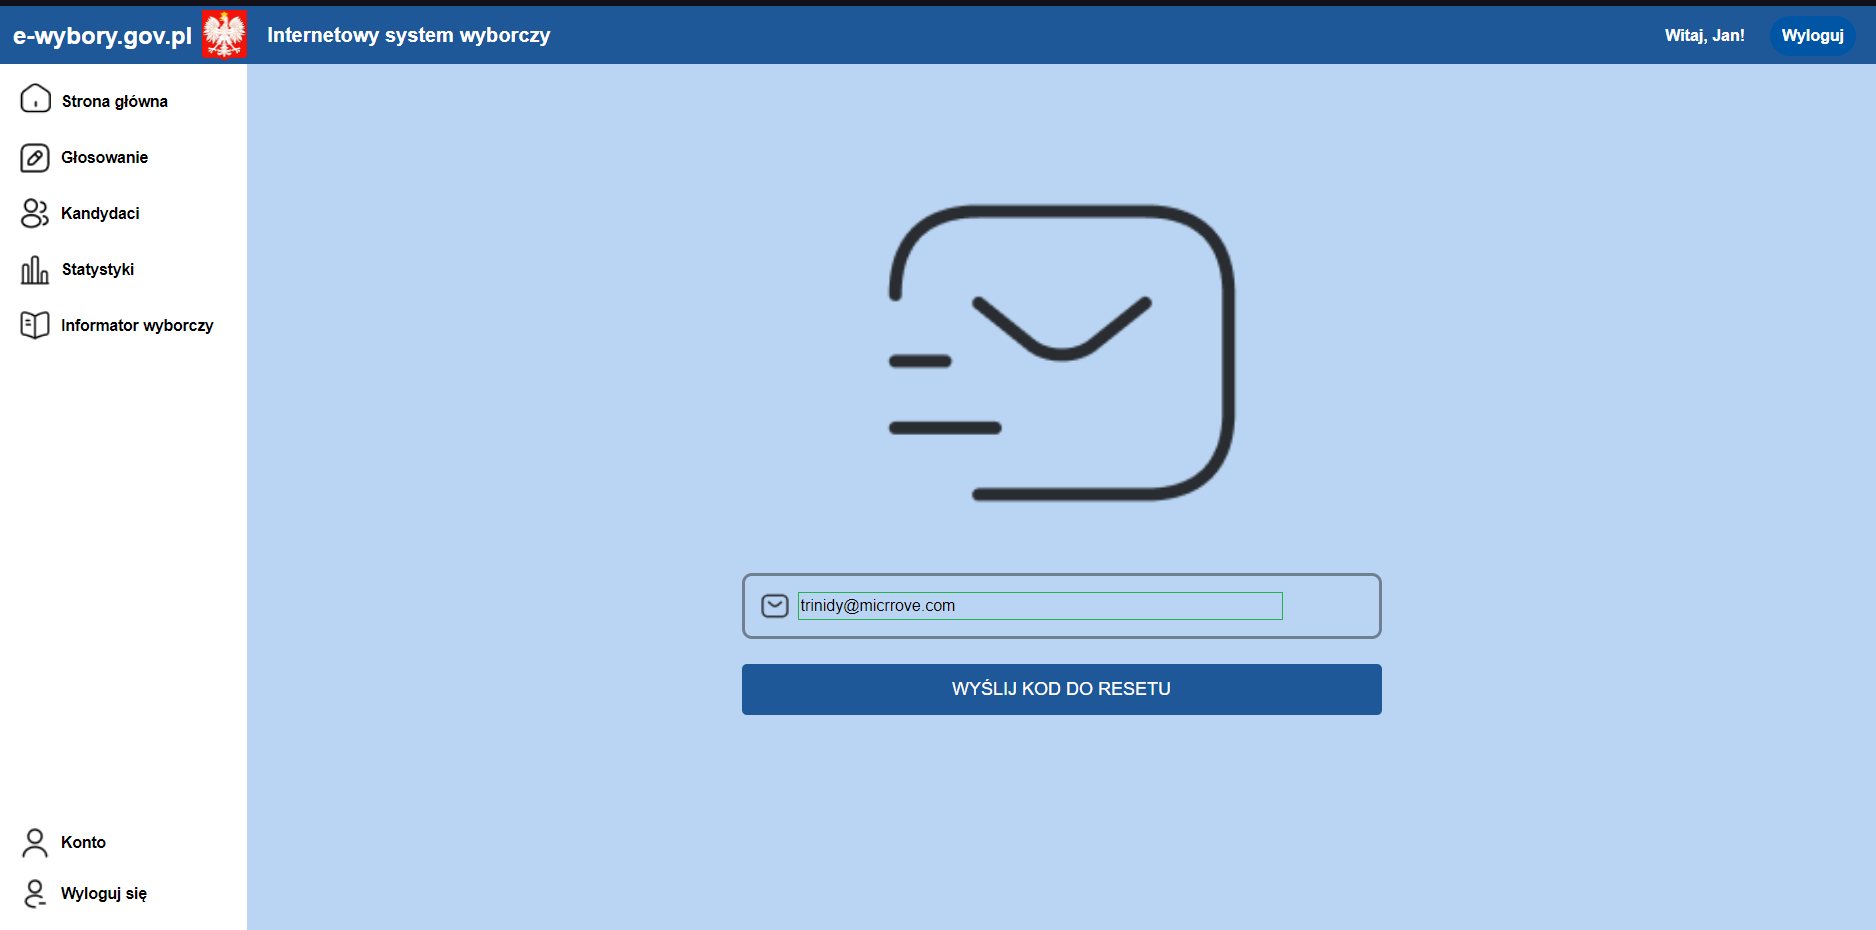 e-wybory.gov.pl
Internetowy system wyborczy
Witaj, Jan!
Wyloguj
Strona główna
Głosowanie
Kandydaci
Statystyki
Informator wyborczy
trinidy@micrrove.com
WYŚLIJ KOD DO RESETU
Konto
Wyloguj się